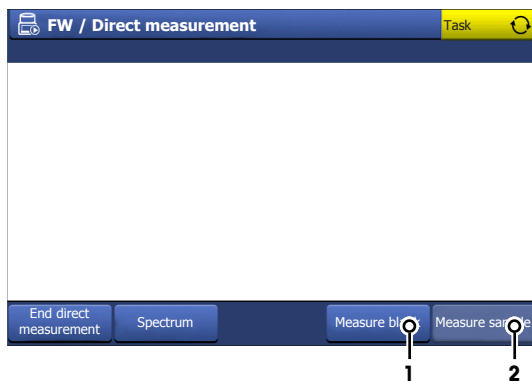 FW / Direct measurement
Task
End direct
measurement
Spectrum
Measure
Measure
1
2